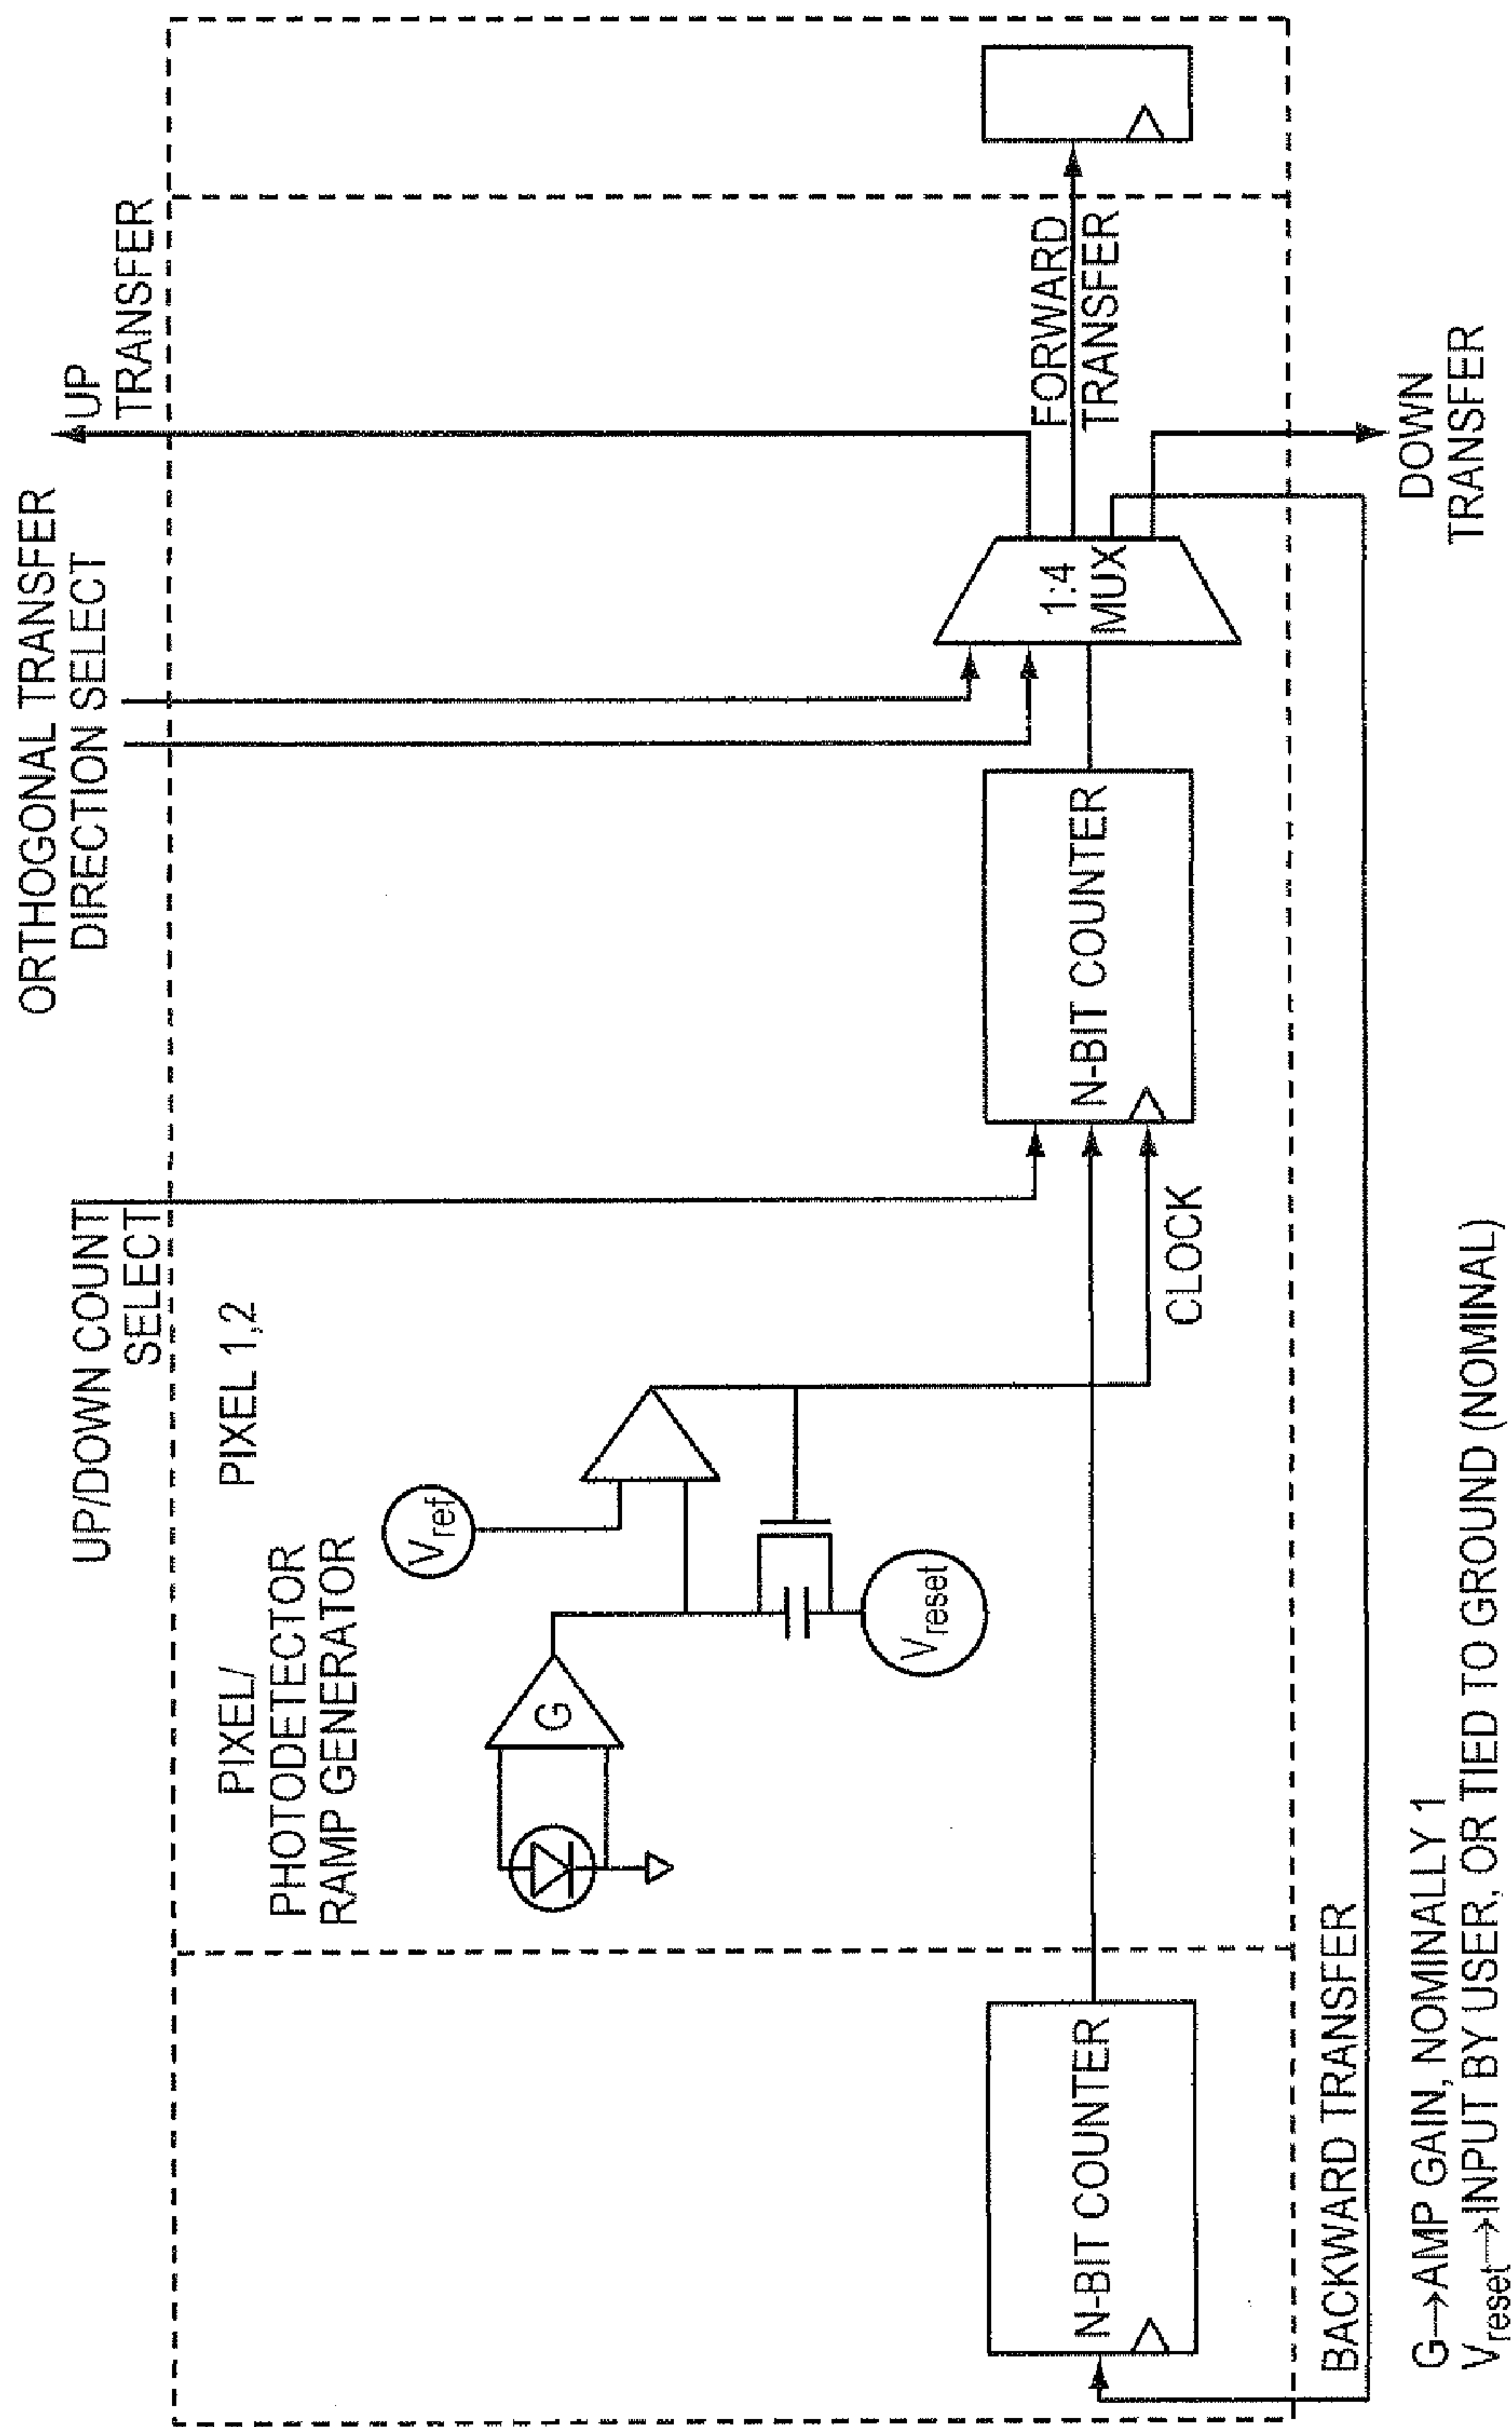 UP/DOWN COUNT
SELECT
ORTHOGONAL TRANSFER
DIRECTION SELECT
UP
TRANSFER
PIXEL/
PHOTODETECTOR
RAMP GENERATOR
PIXEL 1,2
G
Vref
Vreset
CLOCK
N-BIT COUNTER
N-BIT COUNTER
1:4
MUX
FORWARD
TRANSFER
DOWN
TRANSFER
BACKWARD TRANSFER
G→AMP GAIN, NOMINALLY 1
Vreset→INPUT BY USER, OR TIED TO GROUND (NOMINAL)